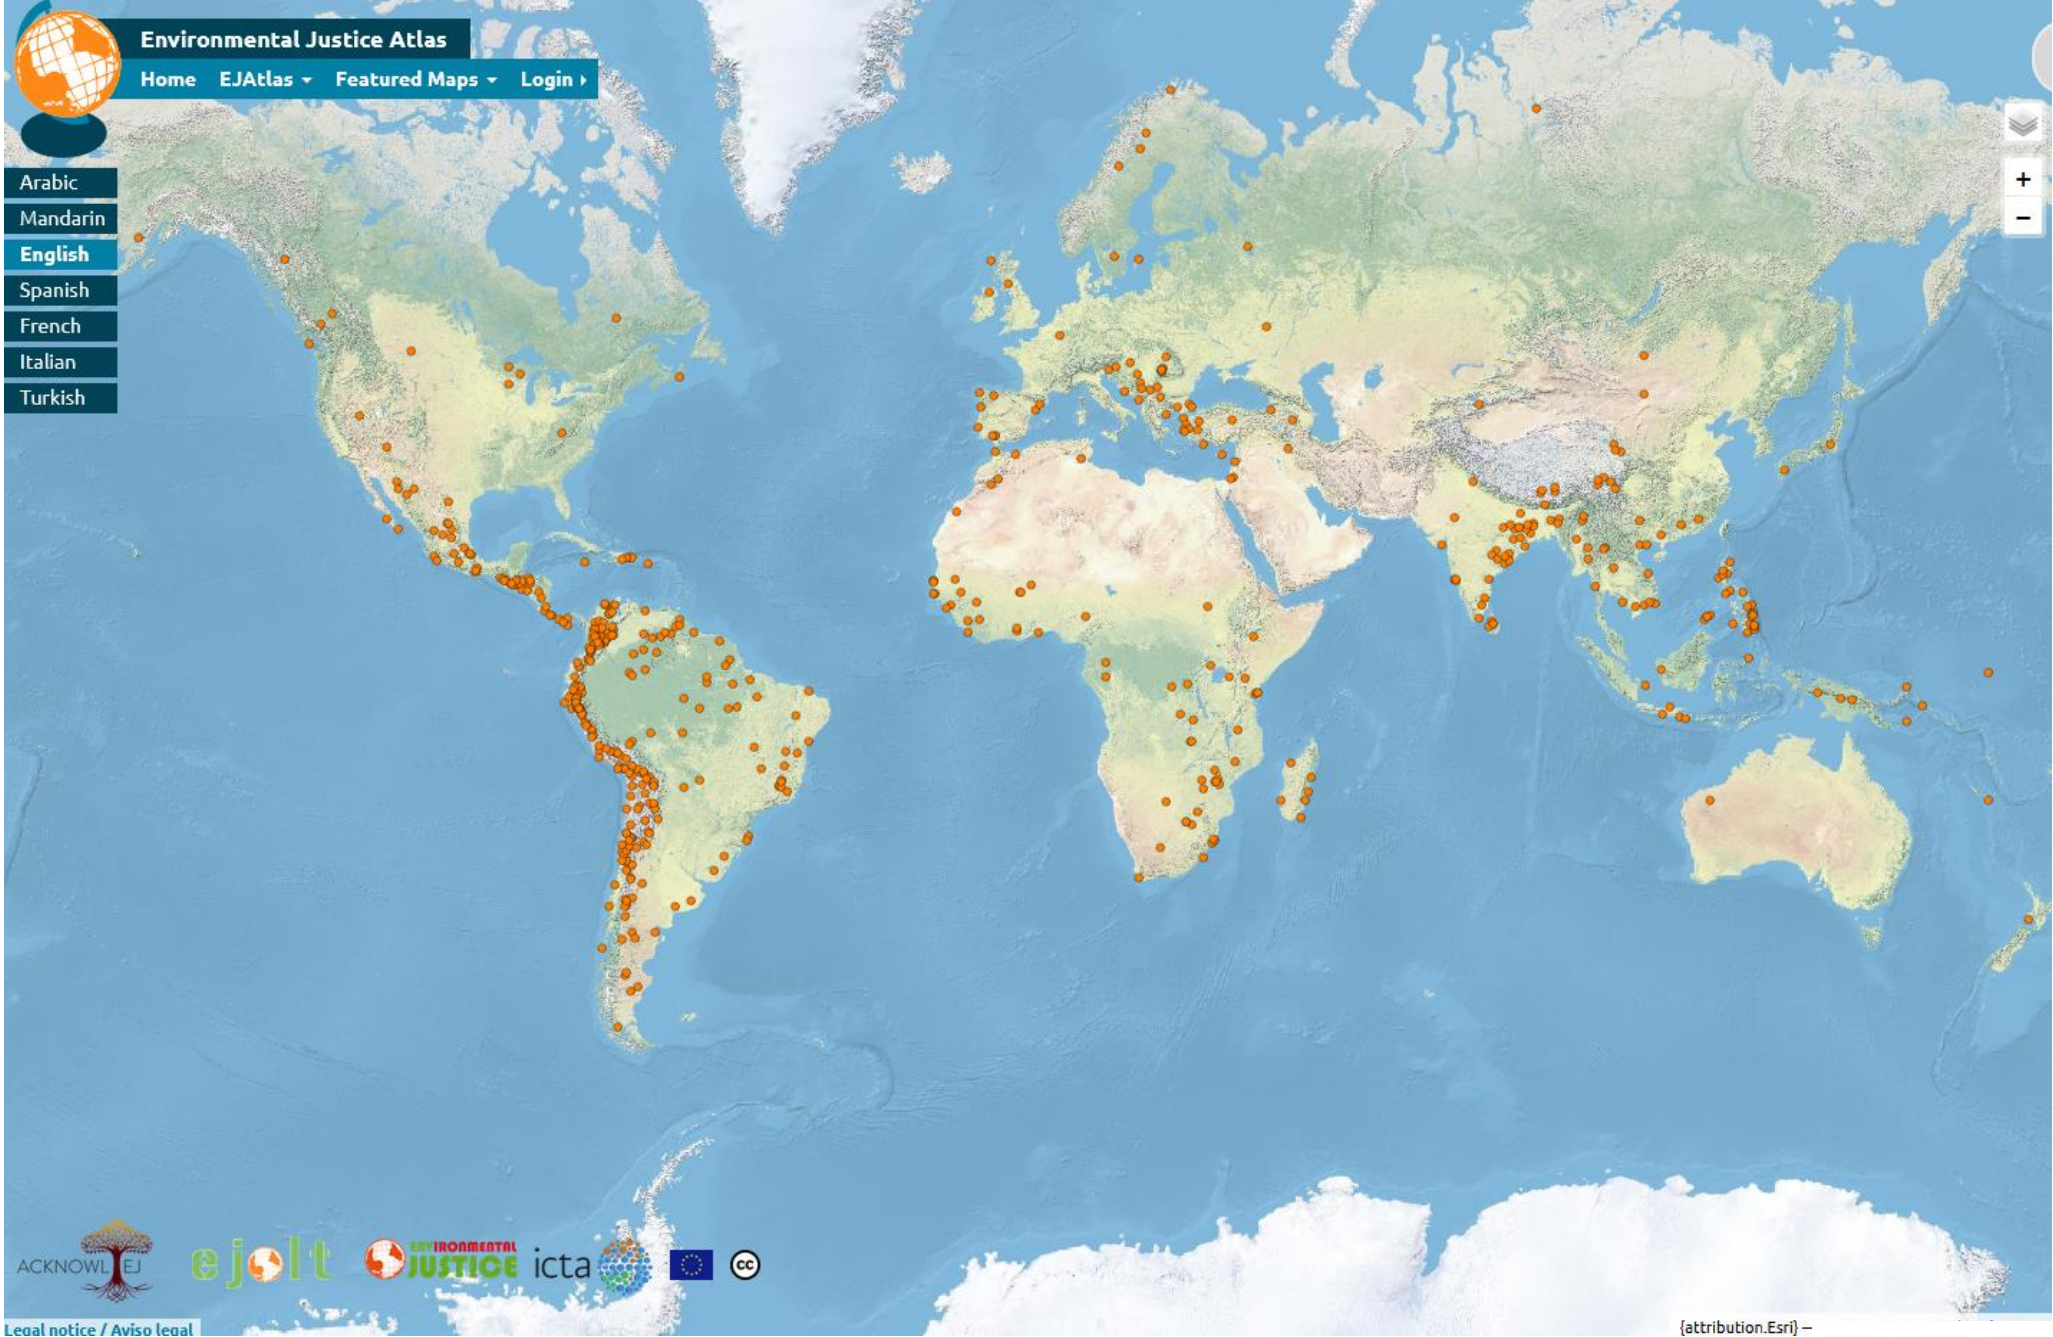 Environmental Justice Atlas
Home EJAtlas Featured Maps Login
Arabic
Mandarin
English
Spanish
French
Italian
Turkish
+
−
ACKNOWL EJ
ejolt
ENVIRONMENTAL
JUSTICE
icta
cc
Legal notice / Aviso legal
{attribution.Esri} —